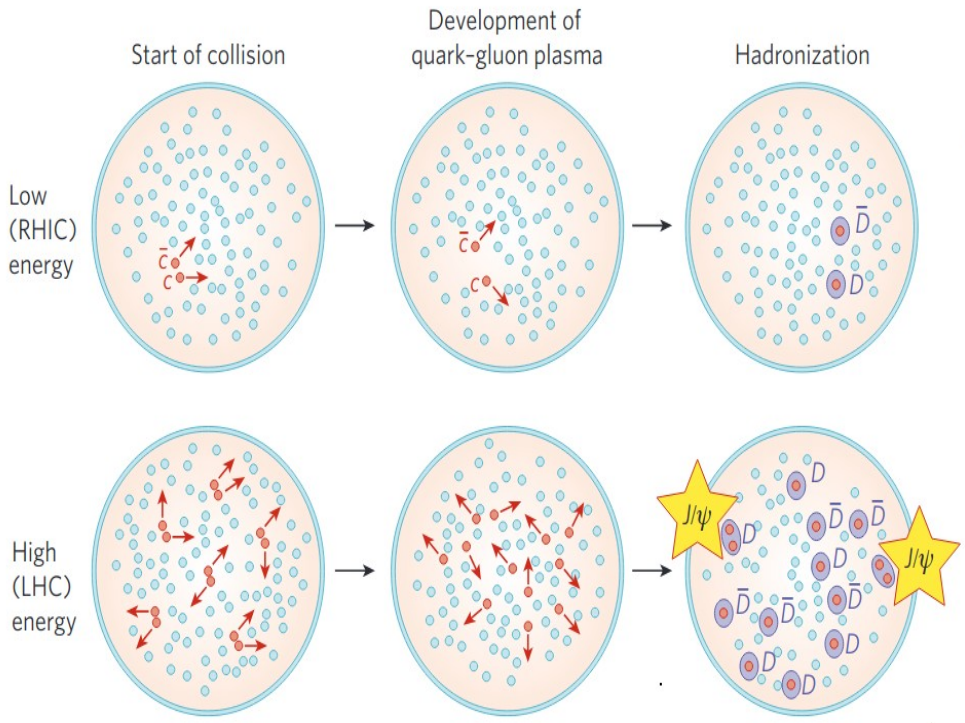 Start of collision
Development of
quark–gluon plasma
Hadronization
Low
(RHIC)
energy
c̄
c
c̄
c
D̄
D
High
(LHC)
energy
D
J/ψ
D
D̄
D̄
J/ψ
D
D̄
D̄
D̄
D
D
D